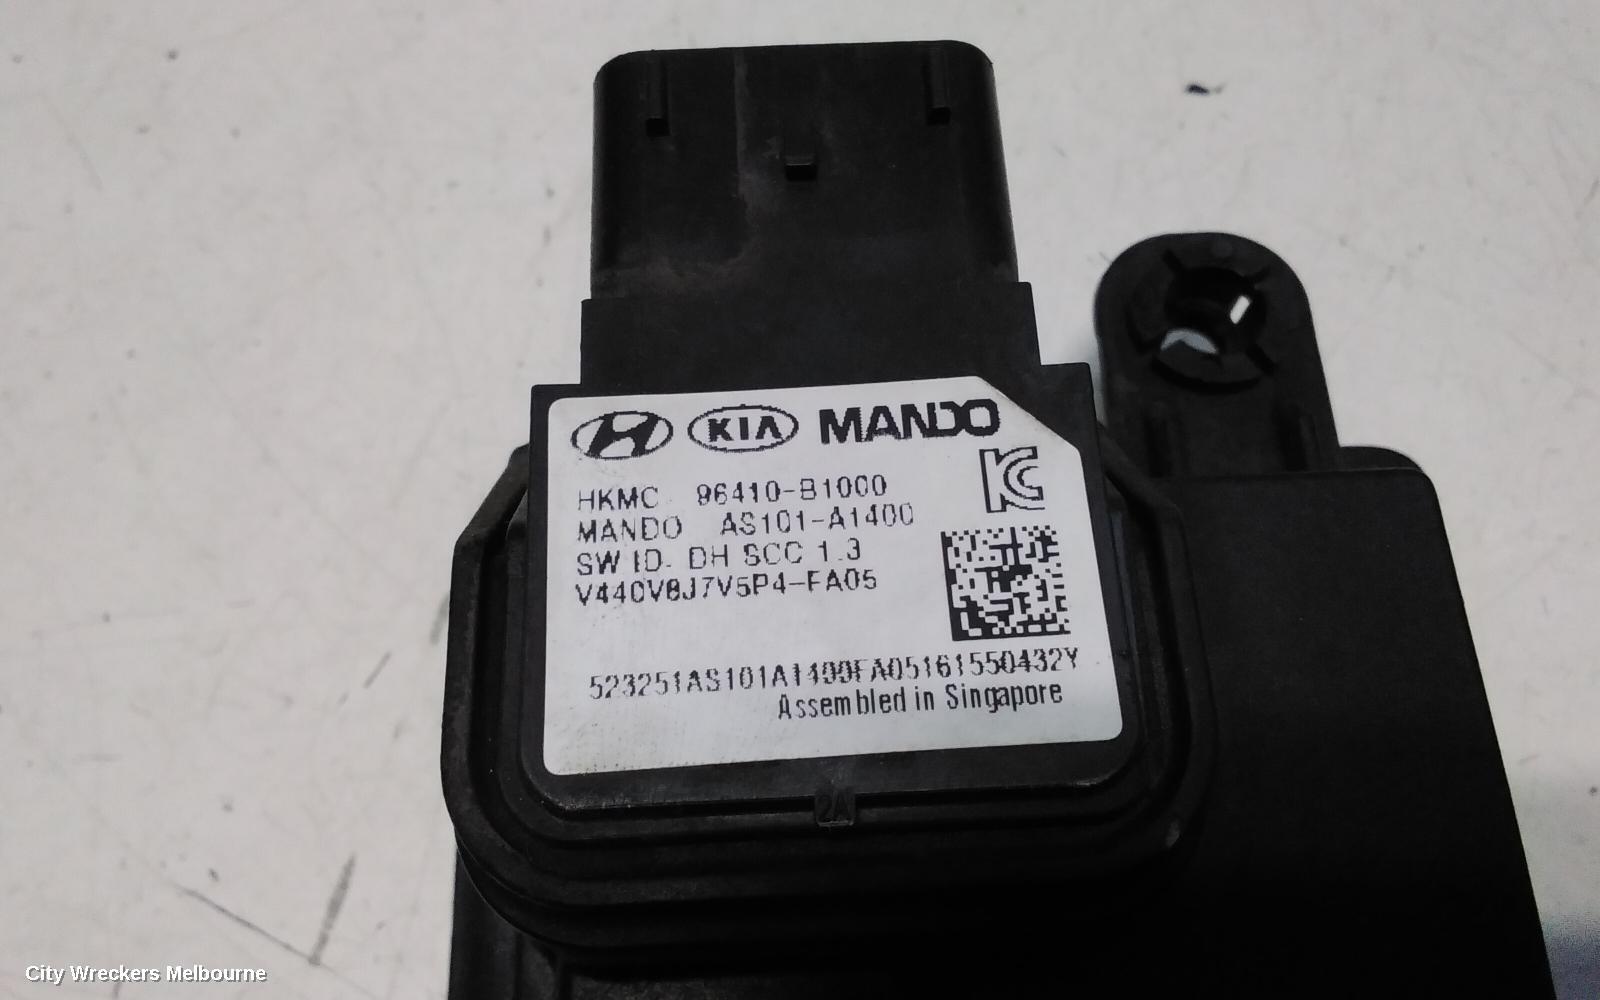 KIA MANDO
HKMC 96410-B1000
MANDO AS101-A1400
SW ID. DH SCC 1.3
V440V8J7V5P4-FA05
523251AS101A1400FA05161550432Y
Assembled in Singapore
2A
City Wreckers Melbourne